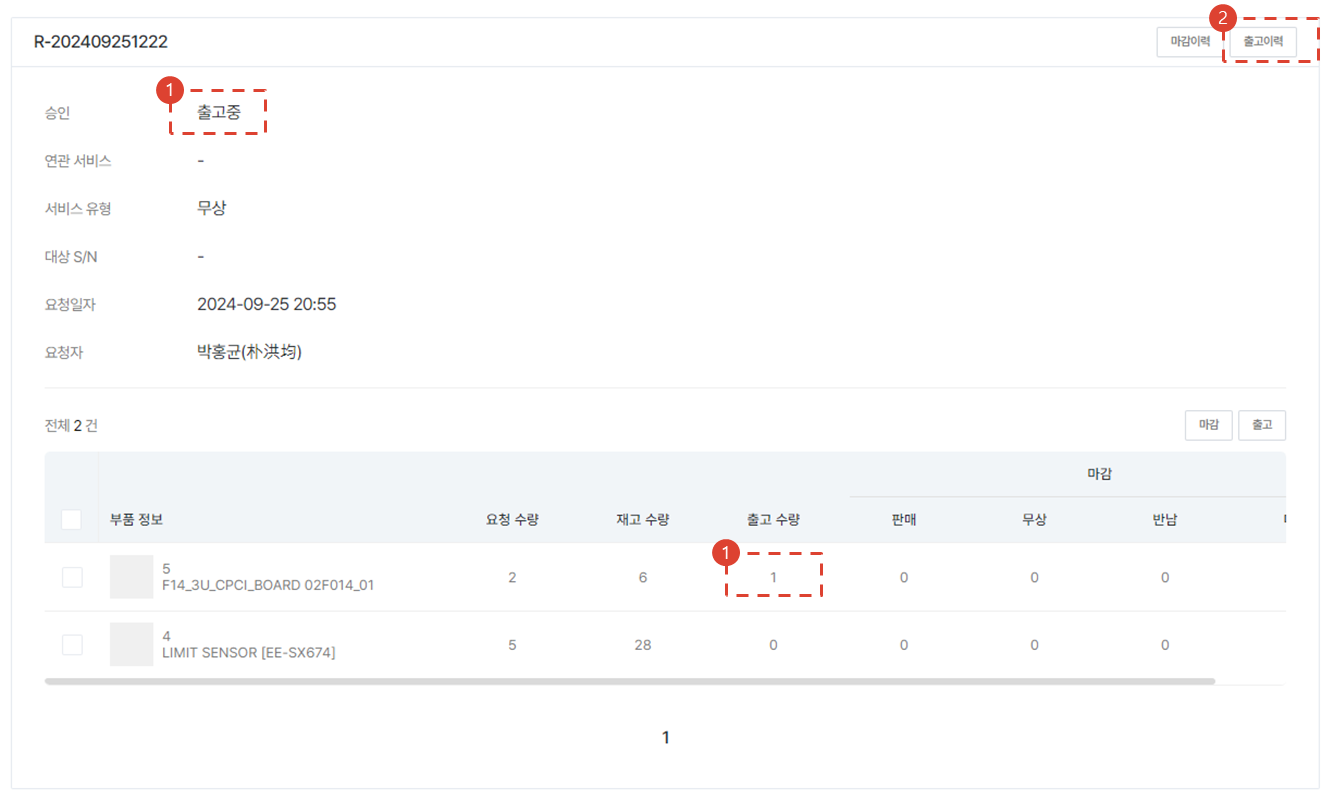 R-202409251222
마감이력
2
출고이력
승인
1
출고중
연관 서비스
-
서비스 유형
무상
대상 S/N
-
요청일자
2024-09-25 20:55
요청자
박홍균(朴洪均)
전체 2 건
마감
출고
마감
부품 정보
요청 수량
재고 수량
출고 수량
판매
무상
반납
1
5
F14_3U_CPCI_BOARD 02F014_01
2
6
1
0
0
0
4
LIMIT SENSOR [EE-SX674]
5
28
0
0
0
0
1